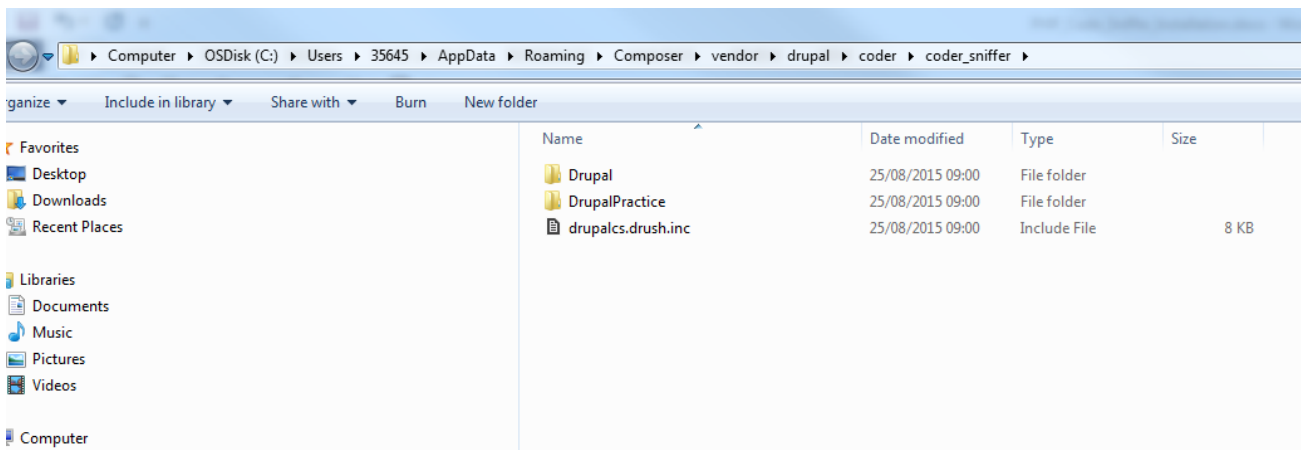 Computer ▸ OSDisk (C:) ▸ Users ▸ 35645 ▸ AppData ▸ Roaming ▸ Composer ▸ vendor ▸ drupal ▸ coder ▸ coder_sniffer ▸
rganize Include in library Share with Burn New folder
Name Date modified Type Size
Favorites
Desktop
Downloads
Recent Places
Libraries
Documents
Music
Pictures
Videos
Computer
Drupal 25/08/2015 09:00 File folder
DrupalPractice 25/08/2015 09:00 File folder
drupalcs.drush.inc 25/08/2015 09:00 Include File 8 KB